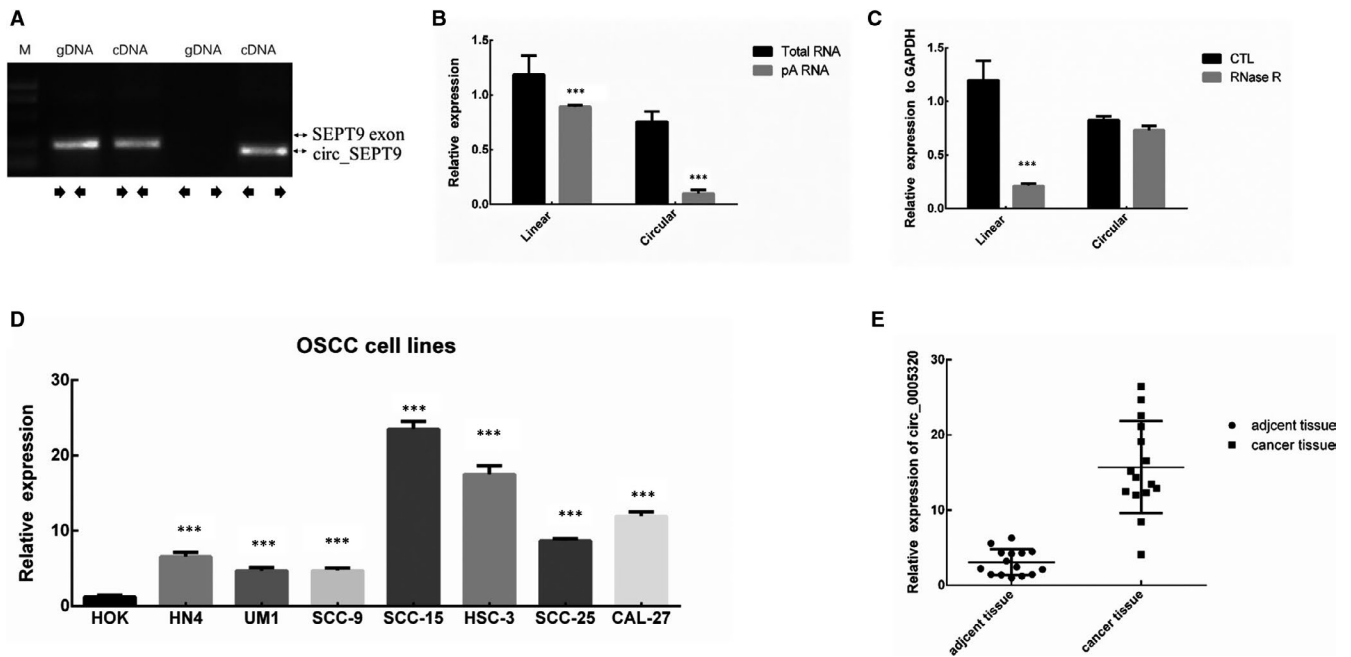 A
M gDNA cDNA gDNA cDNA
SEPT9 exon
circ_SEPT9
B
Relative expression
1.5
1.0
0.5
0.0
***
***
Linear
Circular
Total RNA
pA RNA
C
Relative expression to GAPDH
1.5
1.0
0.5
0.0
***
Linear
Circular
CTL
RNase R
D
OSCC cell lines
Relative expression
30
20
10
0
***
***
***
***
***
***
***
HOK HN4 UM1 SCC-9 SCC-15 HSC-3 SCC-25 CAL-27
E
Relative expression of circ_0005320
30
20
10
0
adjcent tissue
cancer tissue
adjcent tissue
cancer tissue